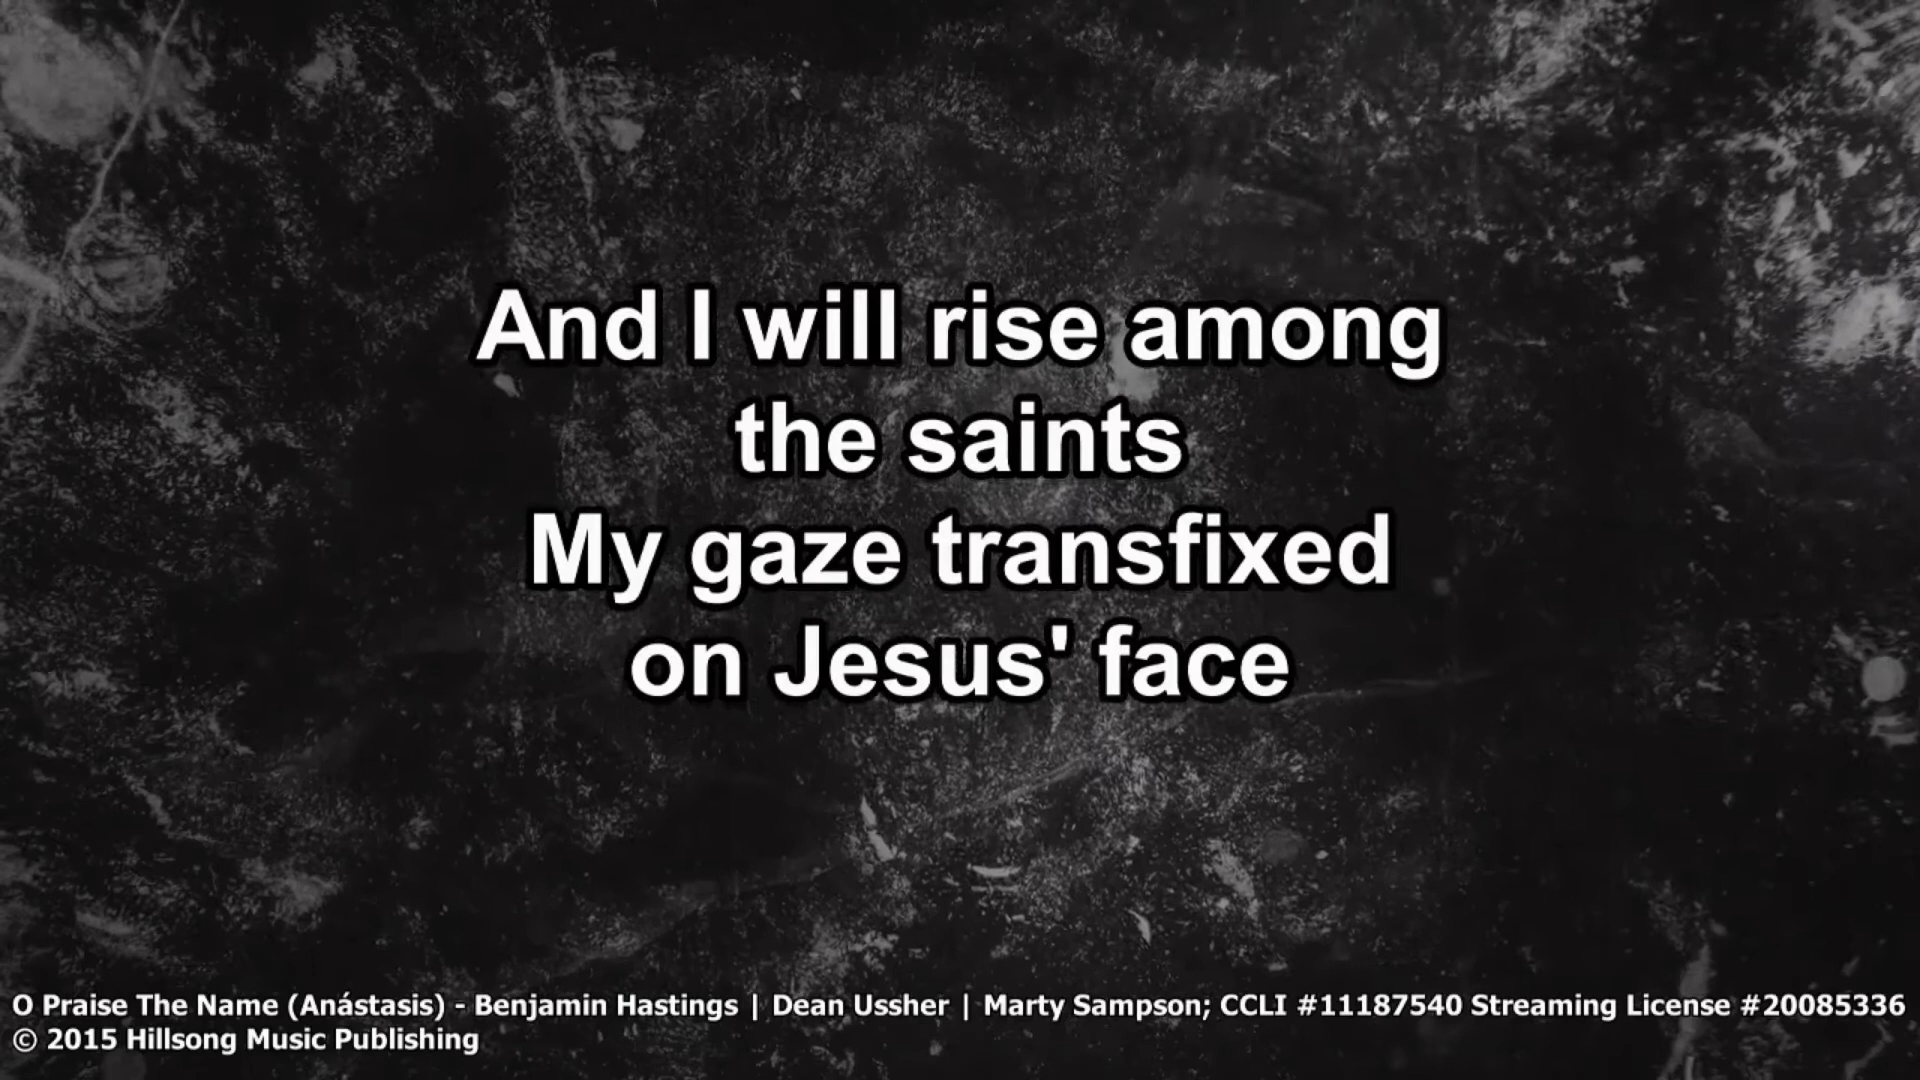 And I will rise among
the saints
My gaze transfixed
on Jesus' face
O Praise The Name (Anástasis) - Benjamin Hastings | Dean Ussher | Marty Sampson; CCLI #11187540 Streaming License #20085336
© 2015 Hillsong Music Publishing